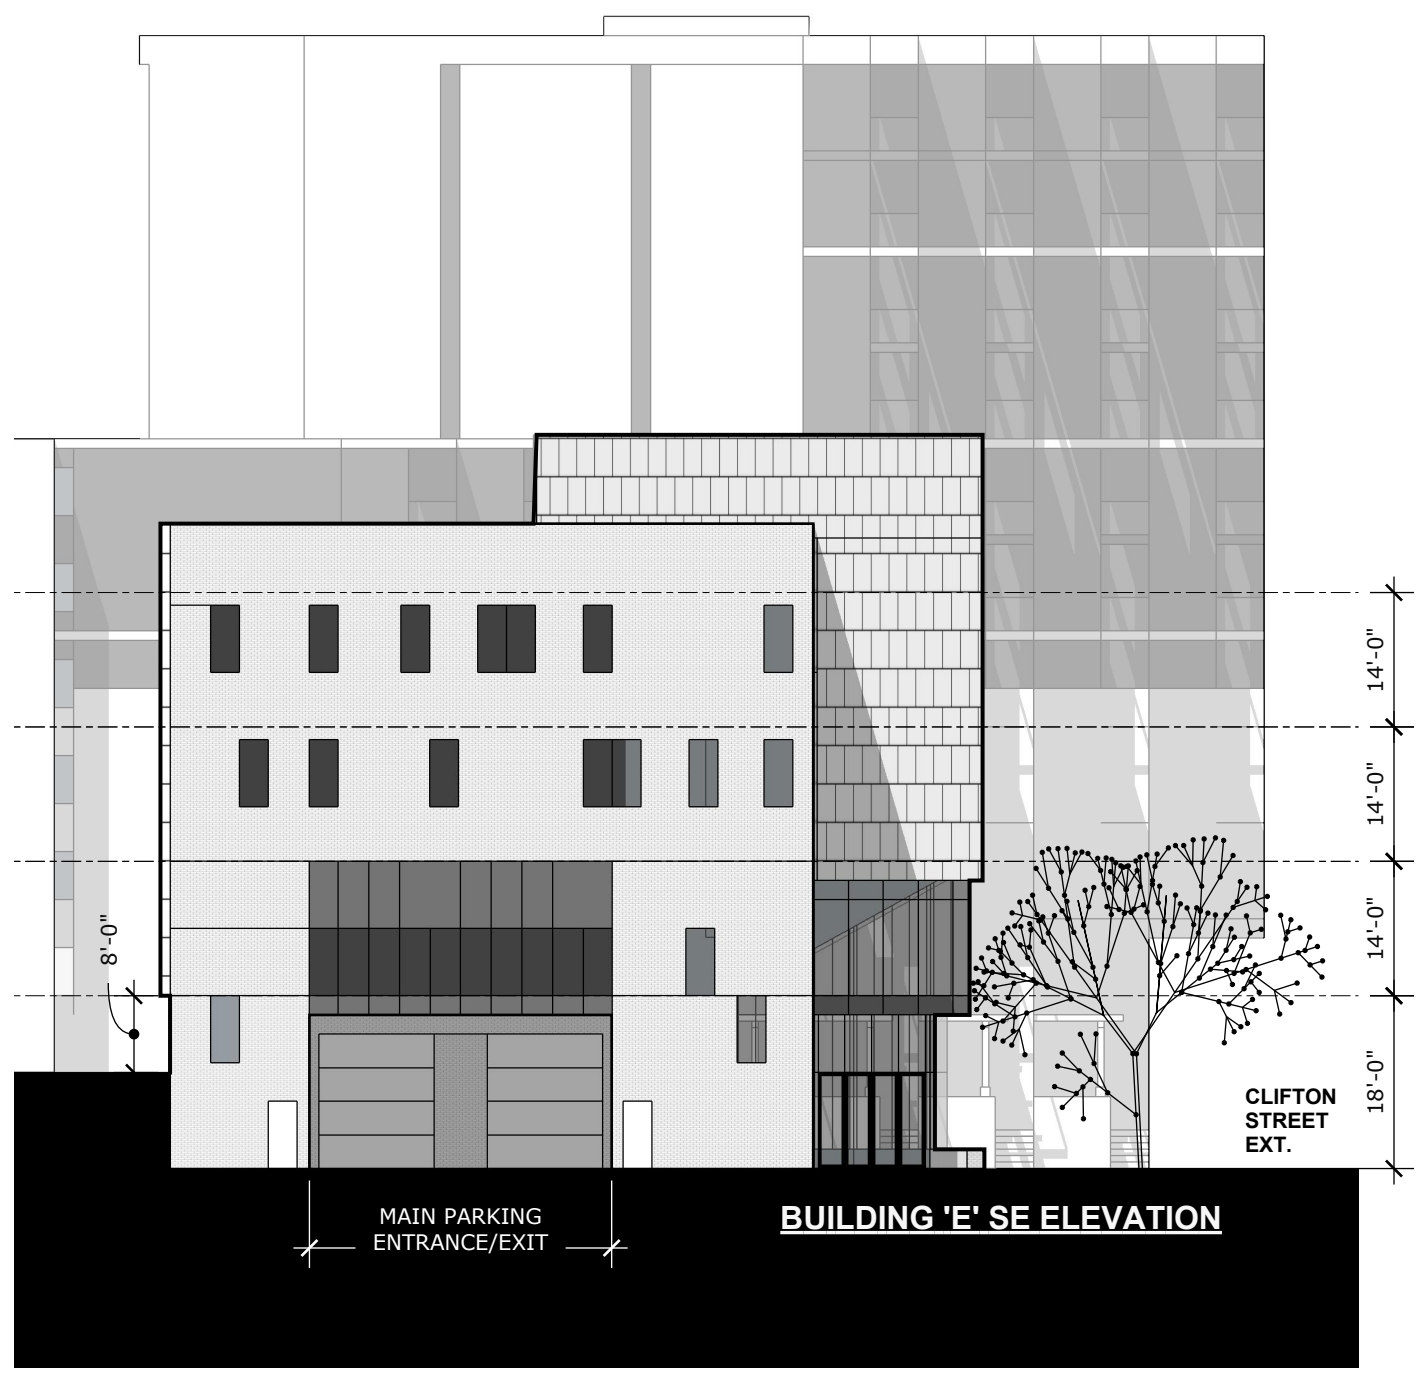 14'-0"
14'-0"
14'-0"
8'-0"
18'-0"
CLIFTON
STREET
EXT.
MAIN PARKING
ENTRANCE/EXIT
BUILDING 'E' SE ELEVATION